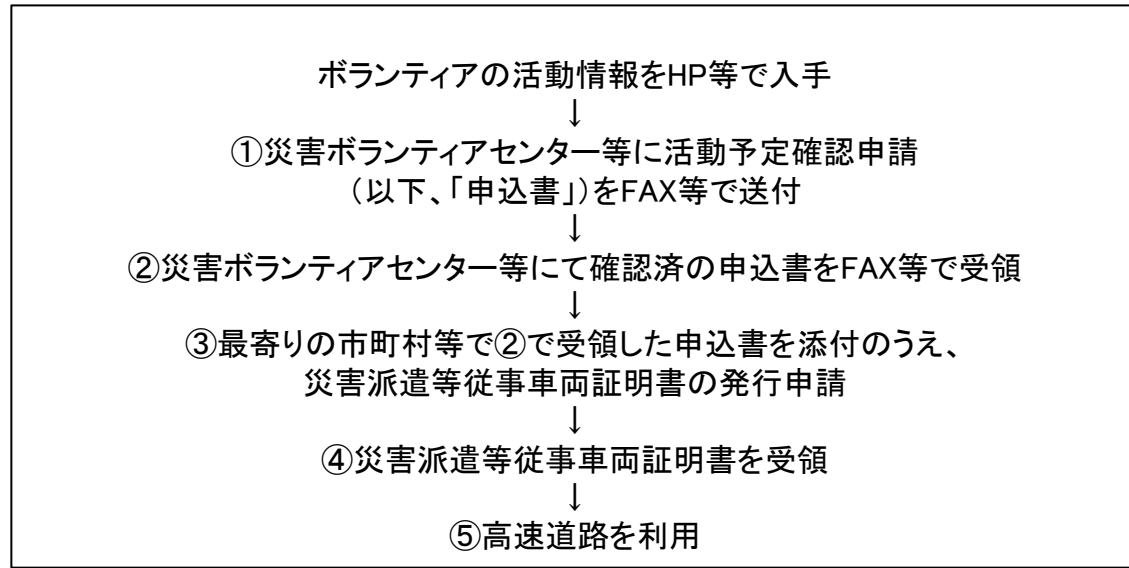 ボランティアの活動情報をHP等で入手
↓
①災害ボランティアセンター等に活動予定確認申請
（以下、「申込書」）をFAX等で送付
↓
②災害ボランティアセンター等にて確認済の申込書をFAX等で受領
↓
③最寄りの市町村等で②で受領した申込書を添付のうえ、
災害派遣等従事車両証明書の発行申請
↓
④災害派遣等従事車両証明書を受領
↓
⑤高速道路を利用